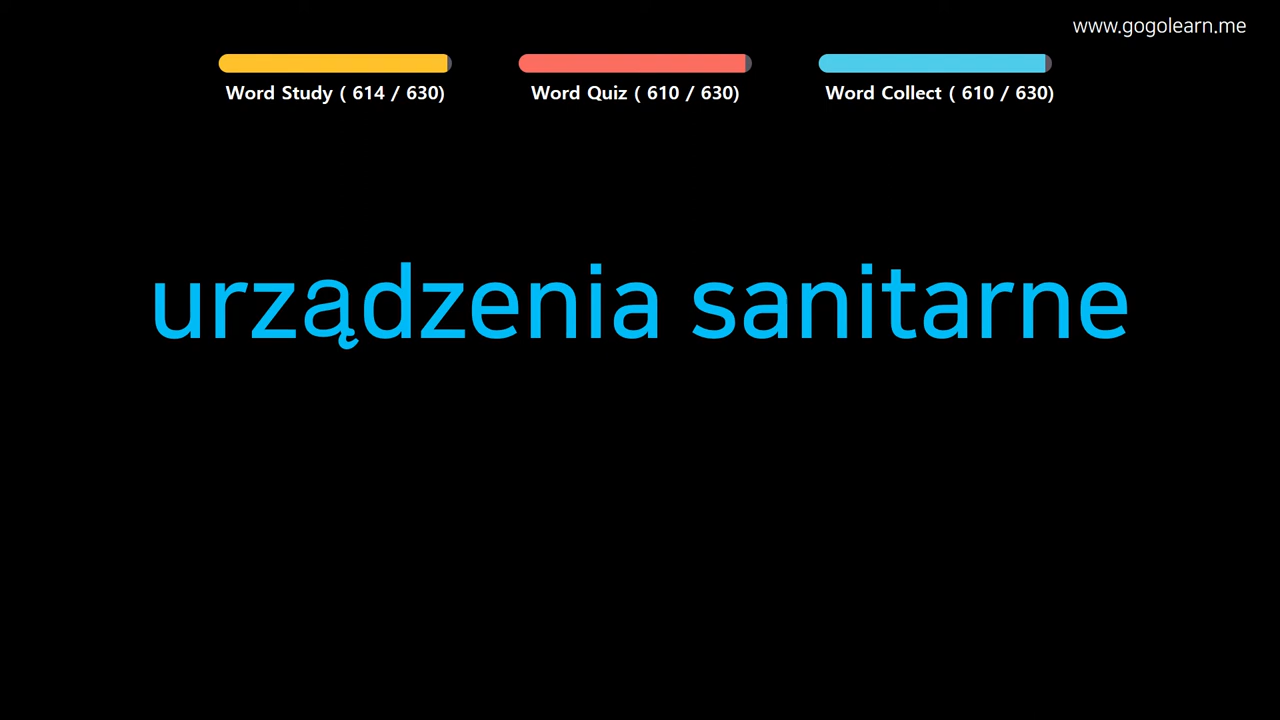 www.gogolearn.me
Word Study ( 614 / 630)
Word Quiz ( 610 / 630)
Word Collect ( 610 / 630)
urządzenia sanitarne